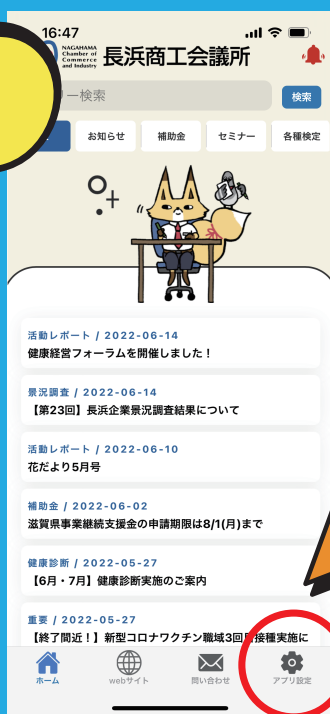 16:47
NAGAHAMA
Chamber of
Commerce
and Industry
長浜商工会議所
ー検索
検索
お知らせ
補助金
セミナー
各種検定
活動レポート / 2022-06-14
健康経営フォーラムを開催しました！
景況調査 / 2022-06-14
【第23回】長浜企業景況調査結果について
活動レポート / 2022-06-10
花だより5月号
補助金 / 2022-06-02
滋賀県事業継続支援金の申請期限は8/1(月)まで
健康診断 / 2022-05-27
【6月・7月】健康診断実施のご案内
重要 / 2022-05-27
【終了間近！】新型コロナワクチン職域3回目接種実施に
ホーム
webサイト
問い合わせ
アプリ設定